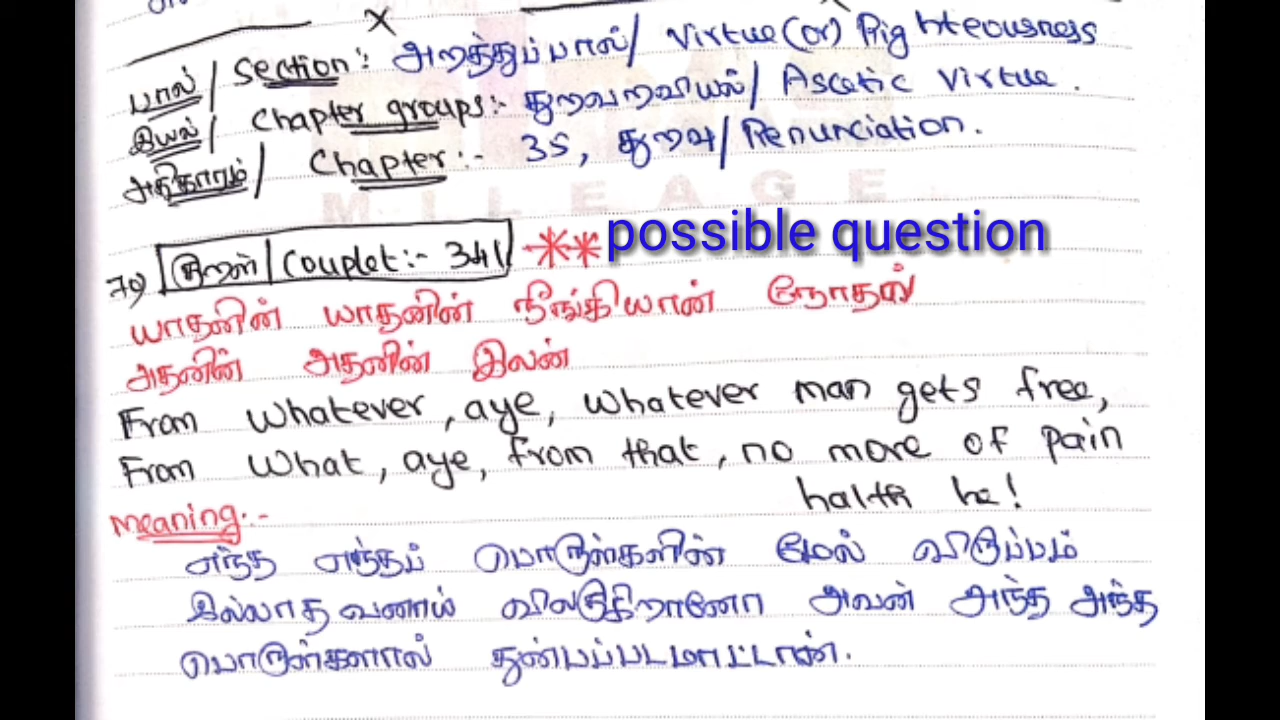 பால்/ Section: அறத்துப்பால்/ Virtue(or) Righteousness
இயல்/ Chapter groups:- துறவறவியல்/ Ascetic Virtue.
அதிகாரம்/ Chapter:- 35, துறவு/ Renunciation.
MILEAGE
79) குறள்/ Couplet:- 341 ** possible question
யாதனின் யாதனின் நீங்கியான் நோதல்
அதனின் அதனின் இலன்
From whatever, aye, whatever man gets free,
From what, aye, from that, no more of pain
halth he!
meaning:-
எந்த எந்தப் பொருள்களின் மேல் விருப்பம்
இல்லாதவனாய் விலகுகிறானோ அவன் அந்த அந்த
பொருள்களால் துன்பப்படமாட்டான்.